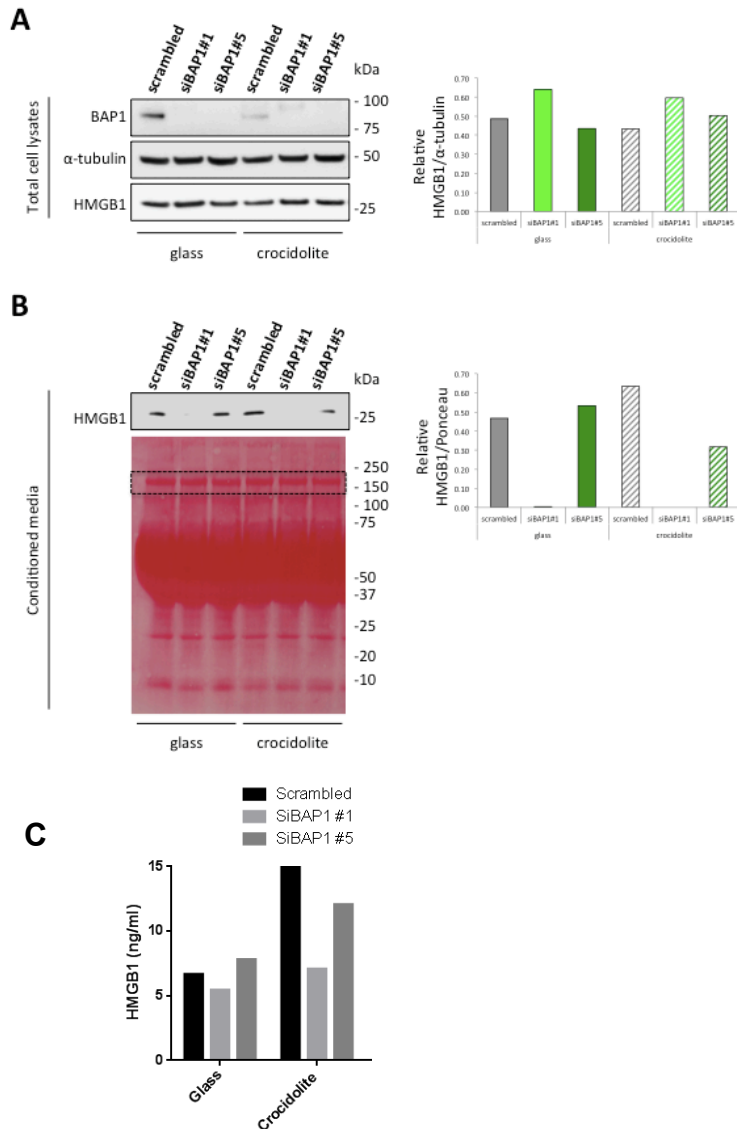 A
scrambled
siBAP1#1
siBAP1#5
scrambled
siBAP1#1
siBAP1#5
kDa
Total cell lysates
BAP1
- 100
- 75
α-tubulin
- 50
HMGB1
-25
glass
crocidolite
Relative
HMGB1/α-tubulin
0.70
0.60
0.50
0.40
0.30
0.20
0.10
0.00
scrambled siBAP1#1 siBAP1#5 scrambled siBAP1#1 siBAP1#5
glass crocidolite
B
scrambled
siBAP1#1
siBAP1#5
scrambled
siBAP1#1
siBAP1#5
kDa
HMGB1
-25
Conditioned media
- 250
- 150
- 100
-75
-50
-37
-25
-20
-10
glass
crocidolite
Relative
HMGB1/Ponceau
0.70
0.60
0.50
0.40
0.30
0.20
0.10
0.00
scrambled siBAP1#1 siBAP1#5 scrambled siBAP1#1 siBAP1#5
glass crocidolite
C
Scrambled
SiBAP1 #1
SiBAP1 #5
HMGB1 (ng/ml)
15
10
5
0
Glass
Crocidolite